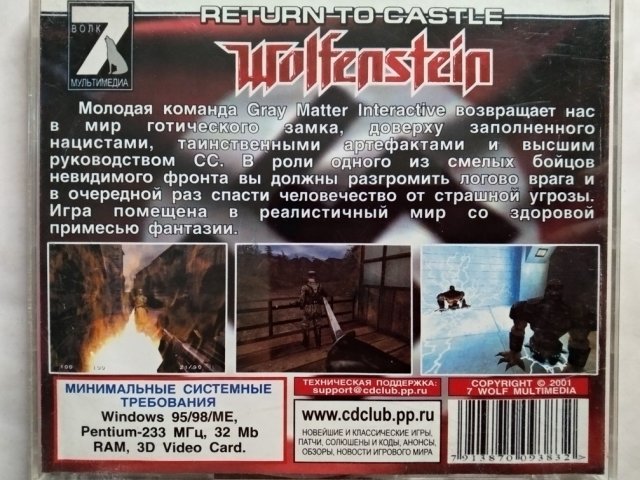 RETURN TO CASTLE
Wolfenstein
7
ВОЛК
МУЛЬТИМЕДИА
Молодая команда Gray Matter Interactive возвращает нас
в мир готического замка, доверху заполненного
нацистами, таинственными артефактами и высшим
руководством СС. В роли одного из смелых бойцов
невидимого фронта вы должны разгромить логово врага и
в очередной раз спасти человечество от страшной угрозы.
Игра помещена в реалистичный мир со здоровой
примесью фантазии.
МИНИМАЛЬНЫЕ СИСТЕМНЫЕ
ТРЕБОВАНИЯ
Windows 95/98/ME,
Pentium-233 МГц, 32 Mb
RAM, 3D Video Card.
ТЕХНИЧЕСКАЯ ПОДДЕРЖКА:
support@cdclub.pp.ru
www.cdclub.pp.ru
НОВЕЙШИЕ И КЛАССИЧЕСКИЕ ИГРЫ,
ПАТЧИ, СОЛЮШЕНЫ И КОДЫ, АНОНСЫ,
ОБЗОРЫ, НОВОСТИ ИГРОВОГО МИРА
COPYRIGHT © 2001
7 WOLF MULTIMEDIA
7913870093832